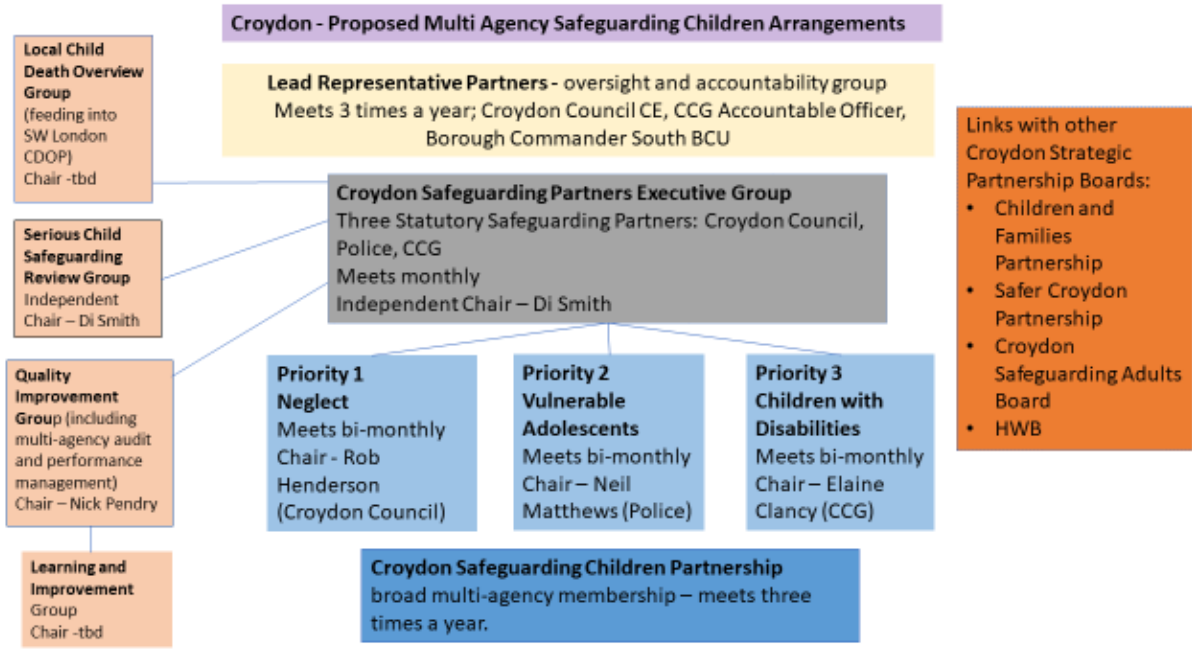 Croydon - Proposed Multi Agency Safeguarding Children Arrangements
Local Child
Death Overview
Group
(feeding into
SW London
CDOP)
Chair -tbd
Lead Representative Partners - oversight and accountability group
Meets 3 times a year; Croydon Council CE, CCG Accountable Officer,
Borough Commander South BCU
Croydon Safeguarding Partners Executive Group
Three Statutory Safeguarding Partners: Croydon Council,
Police, CCG
Meets monthly
Independent Chair – Di Smith
Serious Child
Safeguarding
Review Group
Independent
Chair – Di Smith
Quality
Improvement
Group (including
multi-agency audit
and performance
management)
Chair – Nick Pendry
Learning and
Improvement
Group
Chair -tbd
Priority 1
Neglect
Meets bi-monthly
Chair - Rob
Henderson
(Croydon Council)
Priority 2
Vulnerable
Adolescents
Meets bi-monthly
Chair – Neil
Matthews (Police)
Priority 3
Children with
Disabilities
Meets bi-monthly
Chair – Elaine
Clancy (CCG)
Croydon Safeguarding Children Partnership
broad multi-agency membership – meets three
times a year.
Links with other
Croydon Strategic
Partnership Boards:
• Children and
Families
Partnership
• Safer Croydon
Partnership
• Croydon
Safeguarding Adults
Board
• HWB